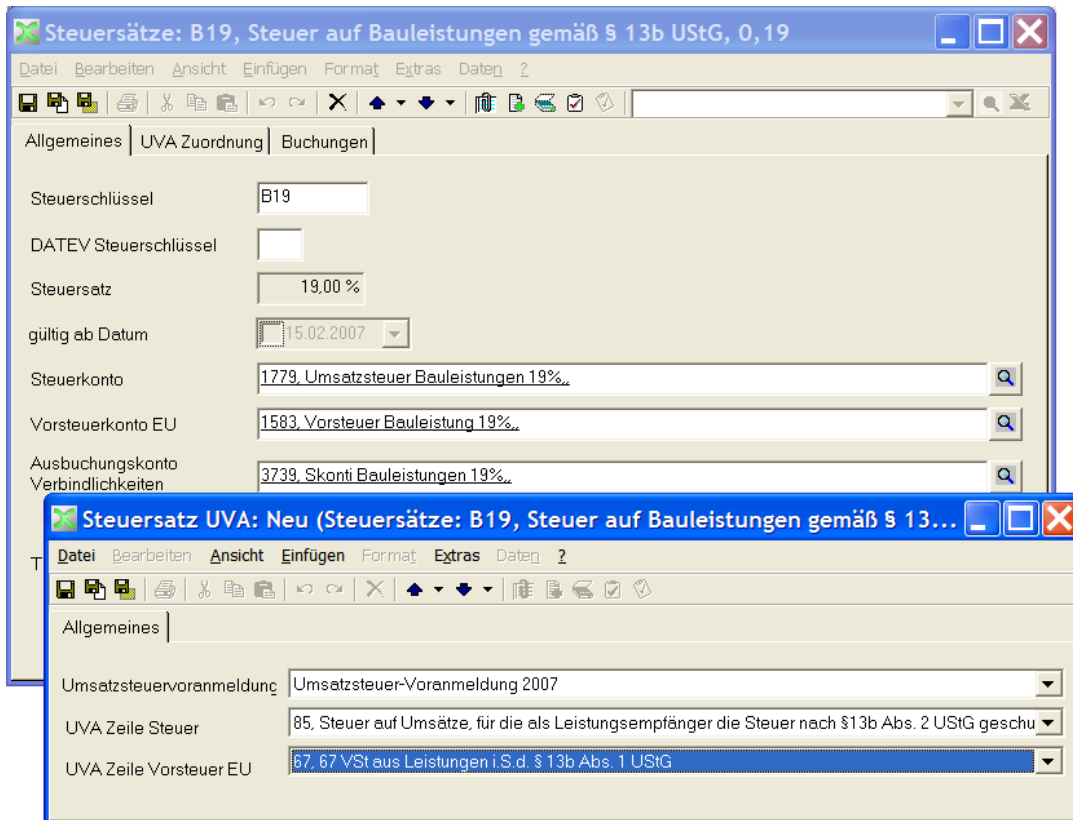 Steuersätze: B19, Steuer auf Bauleistungen gemäß § 13b UStG, 0,19
Datei Bearbeiten Ansicht Einfügen Format Extras Daten ?
Allgemeines UVA Zuordnung Buchungen
Steuerschlüssel B19
DATEV Steuerschlüssel
Steuersatz 19,00 %
gültig ab Datum 15.02.2007
Steuerkonto 1779, Umsatzsteuer Bauleistungen 19%,,
Vorsteuerkonto EU 1583, Vorsteuer Bauleistung 19%,,
Ausbuchungskonto
Verbindlichkeiten 3739, Skonti Bauleistungen 19%,,
T
Steuersatz UVA: Neu (Steuersätze: B19, Steuer auf Bauleistungen gemäß § 13...
Datei Bearbeiten Ansicht Einfügen Format Extras Daten ?
Allgemeines
Umsatzsteuervoranmeldung Umsatzsteuer-Voranmeldung 2007
UVA Zeile Steuer 85, Steuer auf Umsätze, für die als Leistungsempfänger die Steuer nach §13b Abs. 2 UStG geschu
UVA Zeile Vorsteuer EU 67, 67 VSt aus Leistungen i.S.d. § 13b Abs. 1 UStG